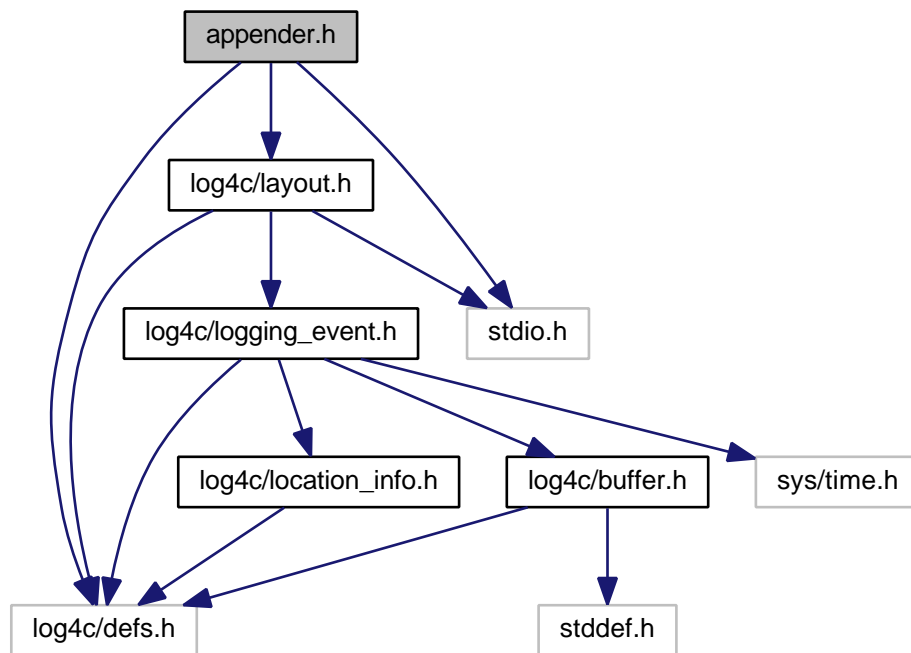 appender.h
log4c/layout.h
log4c/logging_event.h
stdio.h
log4c/location_info.h
log4c/buffer.h
sys/time.h
log4c/defs.h
stddef.h